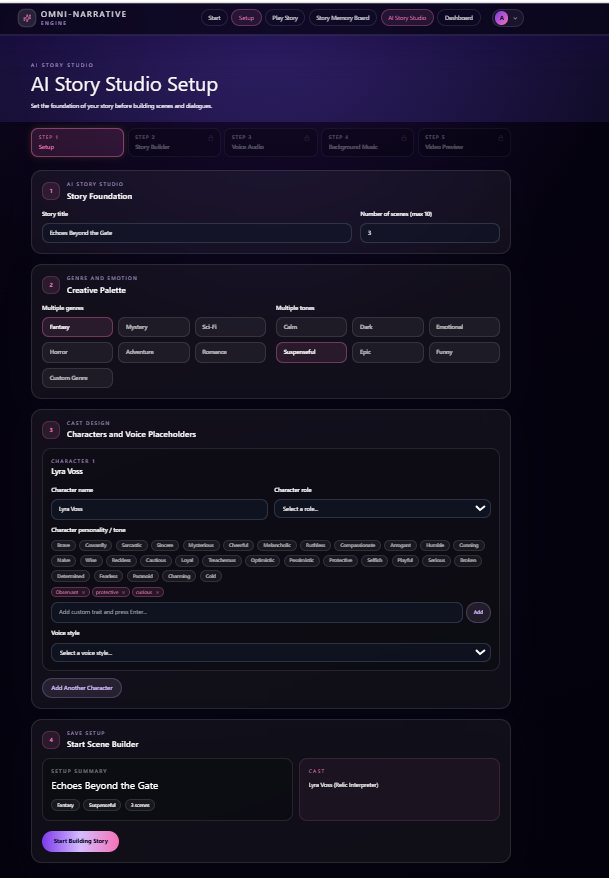 OMNI-NARRATIVE
ENGINE
Start Setup Play Story Story Memory Board AI Story Studio Dashboard A
AI STORY STUDIO
AI Story Studio Setup
Set the foundation of your story before building scenes and dialogues.
STEP 1 STEP 2 STEP 3 STEP 4 STEP 5
Setup Story Builder Voice Audio Background Music Video Preview
1 AI STORY STUDIO
Story Foundation
Story title Number of scenes (max 10)
Echoes Beyond the Gate 3
2 GENRE AND EMOTION
Creative Palette
Multiple genres Multiple tones
Fantasy Mystery Sci-Fi Calm Dark Emotional
Horror Adventure Romance Suspenseful Epic Funny
Custom Genre
3 CAST DESIGN
Characters and Voice Placeholders
CHARACTER 1
Lyra Voss
Character name Character role
Lyra Voss Select a role...
Character personality / tone
Brave Cowardly Sarcastic Sincere Mysterious Cheerful Melancholic Ruthless Compassionate Arrogant Humble Cunning
Naive Wise Reckless Cautious Loyal Treacherous Optimistic Pessimistic Protective Selfish Playful Serious Broken
Determined Fearless Paranoid Charming Cold
Observant × protective × curious ×
Add custom trait and press Enter... Add
Voice style
Select a voice style...
Add Another Character
4 SAVE SETUP
Start Scene Builder
SETUP SUMMARY CAST
Echoes Beyond the Gate Lyra Voss (Relic Interpreter)
Fantasy Suspenseful 3 scenes
Start Building Story